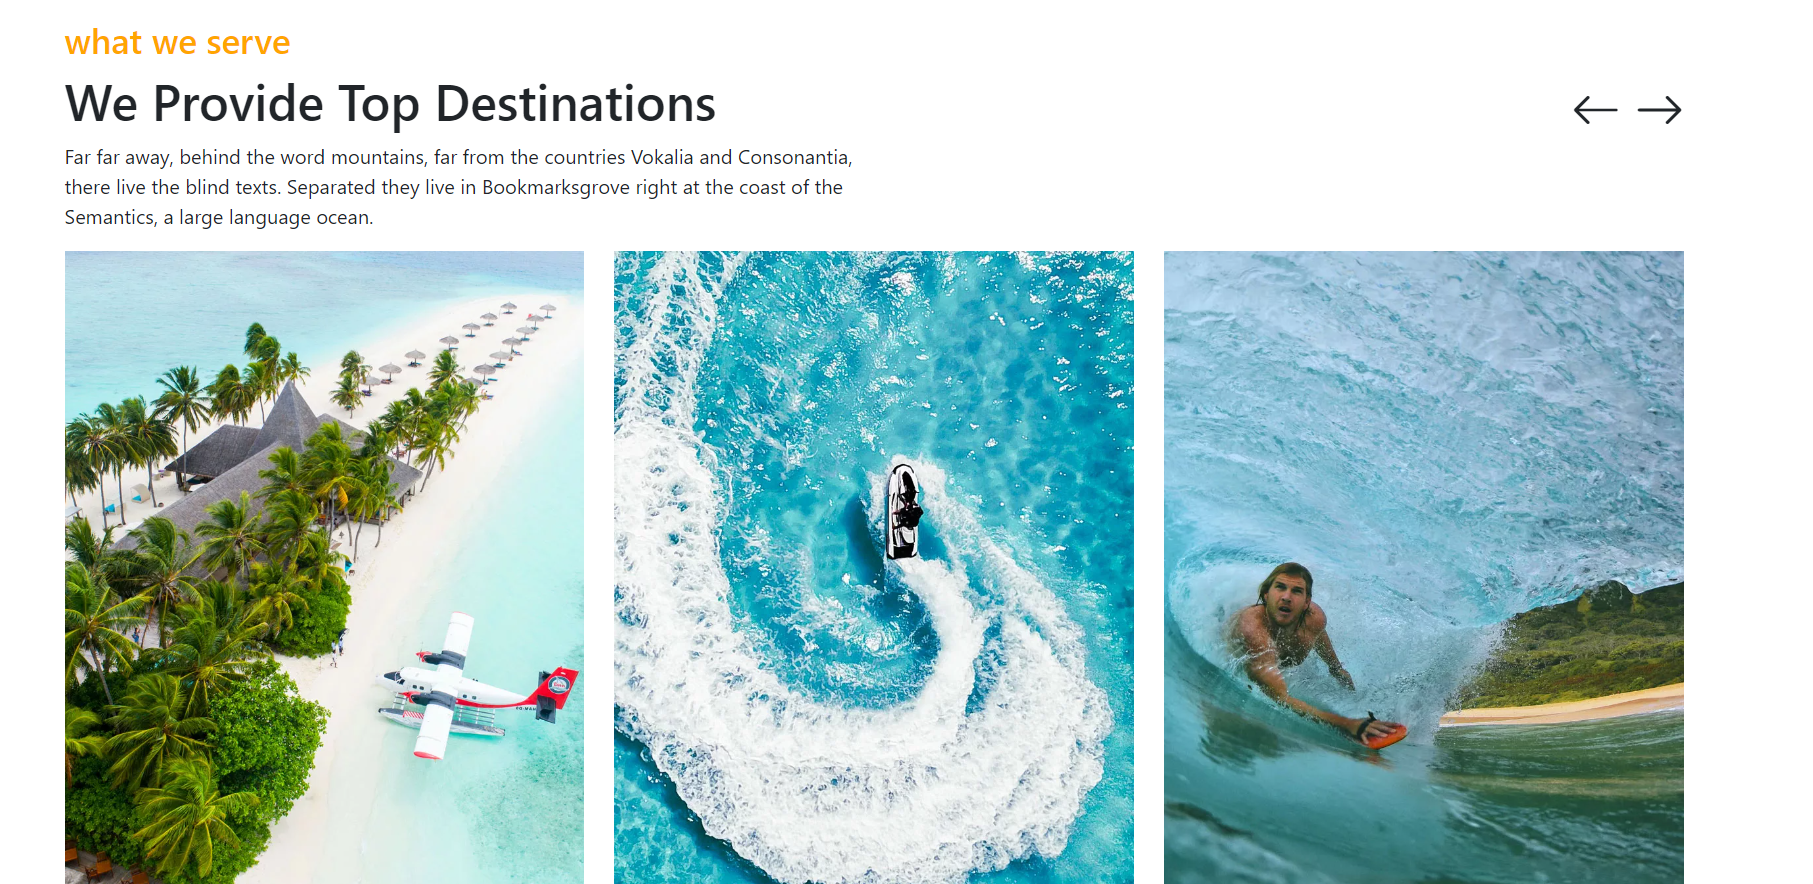 what we serve
We Provide Top Destinations
Far far away, behind the word mountains, far from the countries Vokalia and Consonantia,
there live the blind texts. Separated they live in Bookmarksgrove right at the coast of the
Semantics, a large language ocean.